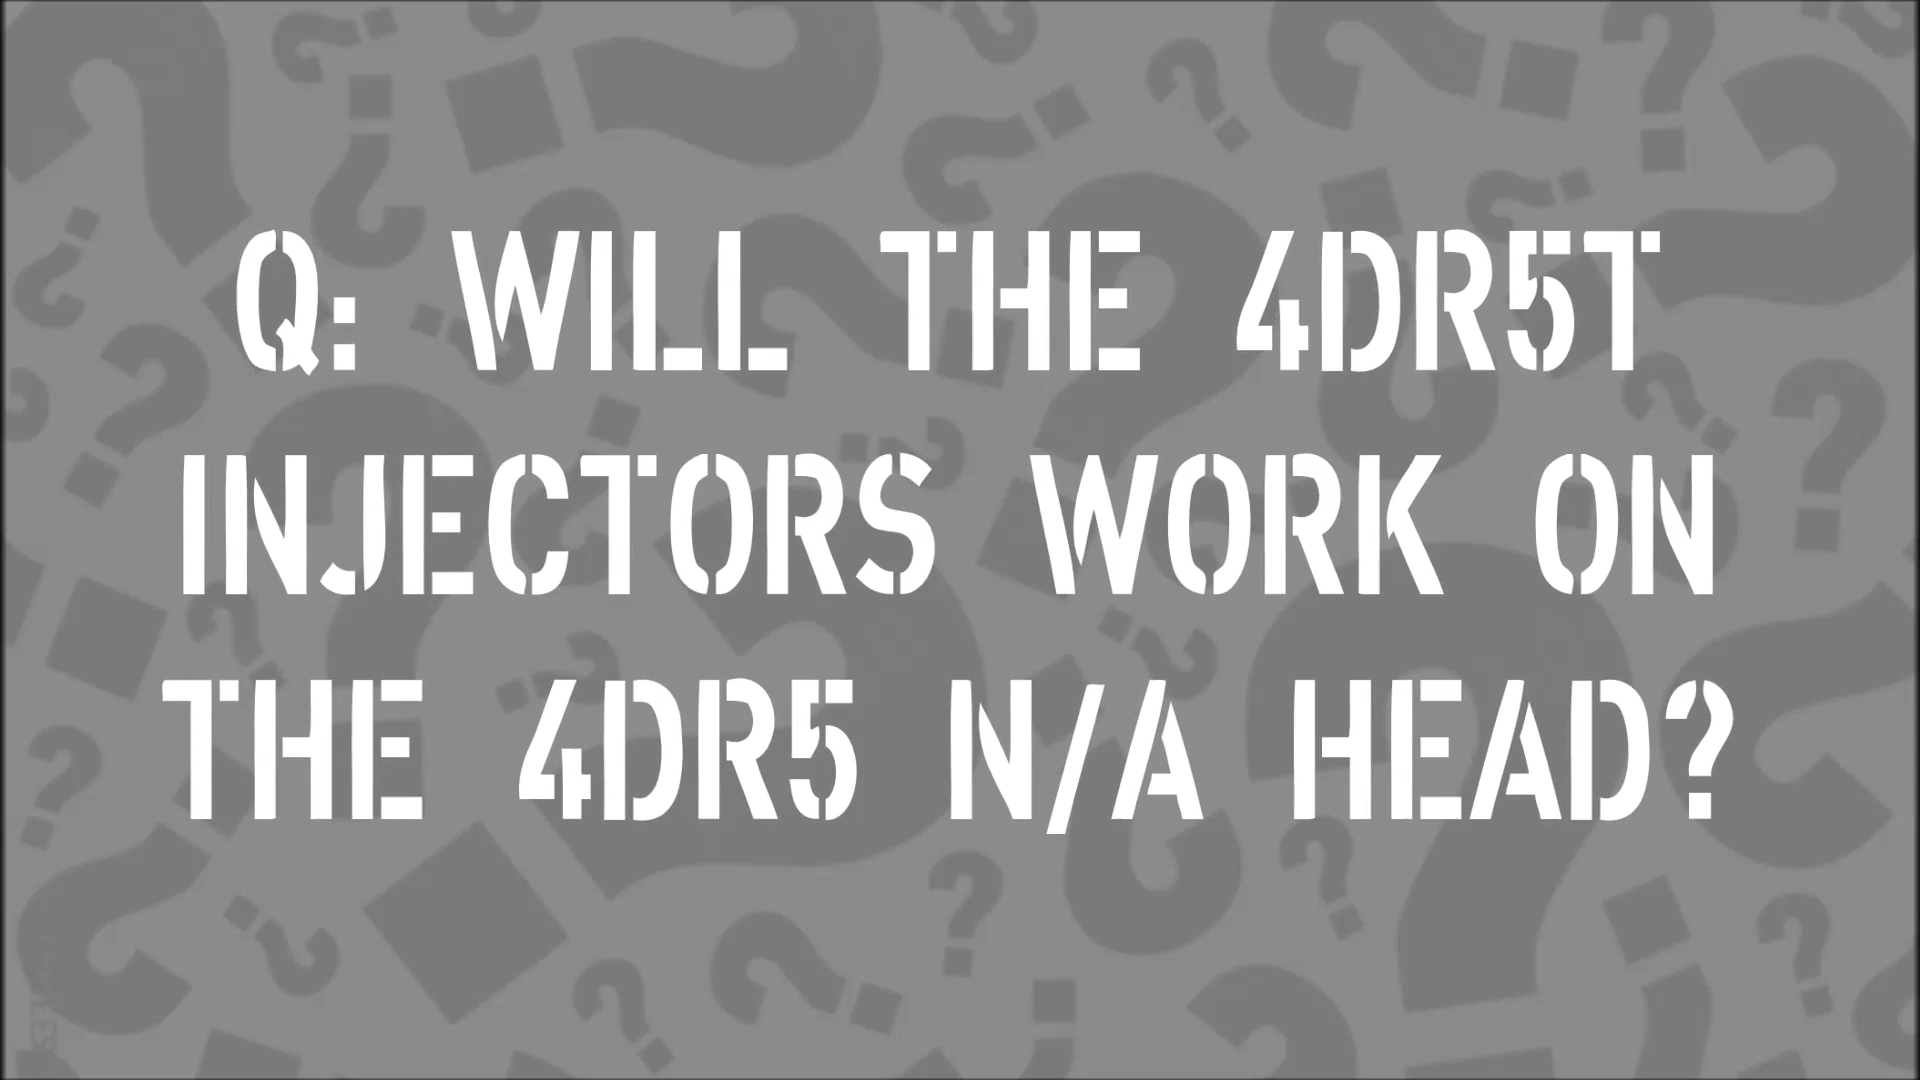 Q: WILL THE 4DR5T
INJECTORS WORK ON
THE 4DR5 N/A HEAD?